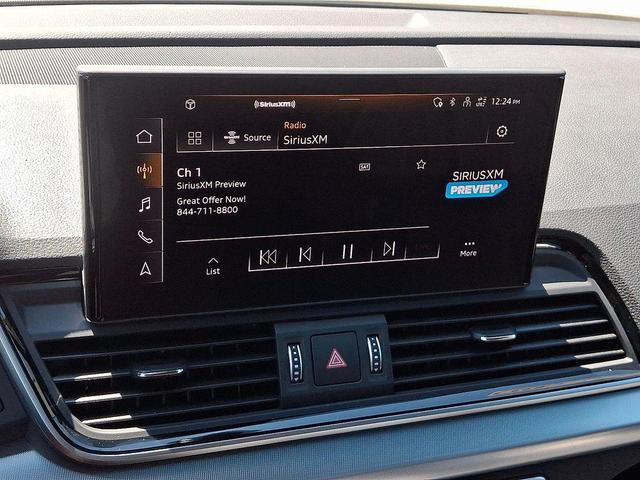 ((SiriusXM))
12:24 PM
Radio
Source
SiriusXM
Ch 1
SAT
SiriusXM Preview
Great Offer Now!
844-711-8800
SIRIUSXM
PREVIEW
List
More